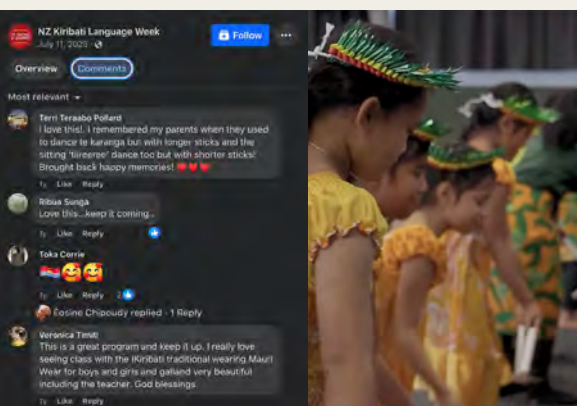 NZ Kiribati Language Week
Follow
July 11, 2023
Overview
Comments
Most relevant
Terri Teraabo Pollard
I love this!. I remembered my parents when they used
to dance te karanga but with longer sticks and the
sitting 'tireeree' dance too but with shorter sticks!
Brought back happy memories!
1y Like Reply
Ribua Sunga
Love this...keep it coming..
1y Like Reply
Toka Corrie
1y Like Reply 2
Eosine Chipoudy replied · 1 Reply
Veronica Timiti
This is a great program and keep it up. I really love
seeing class with the IKiribati traditional wearing Mauri
Wear for boys and girls and galland very beautiful
including the teacher. God blessings
1y Like Reply